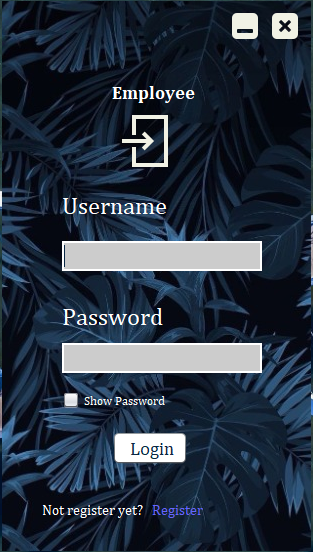 Employee
Username
Password
Show Password
Login
Not register yet? Register